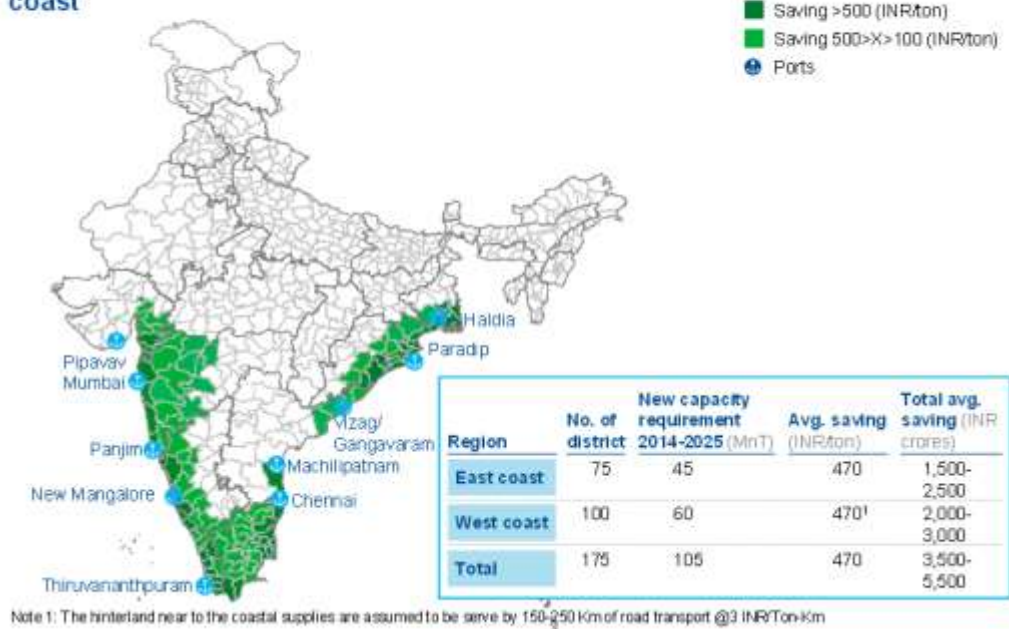 coast
Saving >500 (INR/ton)
Saving 500>X>100 (INR/ton)
Ports
Haldia
Paradip
Pipavav
Mumbai
Vizag/
Gangavaram
Panjim
Machilipatnam
New Mangalore
Chennai
Thiruvananthpuram
Region
No. of
district
New capacity
requirement
2014-2025 (MnT)
Avg. saving
(INR/ton)
Total avg.
saving (INR
crores)
East coast 75 45 470 1,500-
2,500
West coast 100 60 470¹ 2,000-
3,000
Total 175 105 470 3,500-
5,500
Note 1: The hinterland near to the coastal supplies are assumed to be serve by 150-250 Km of road transport @3 INR/Ton-Km